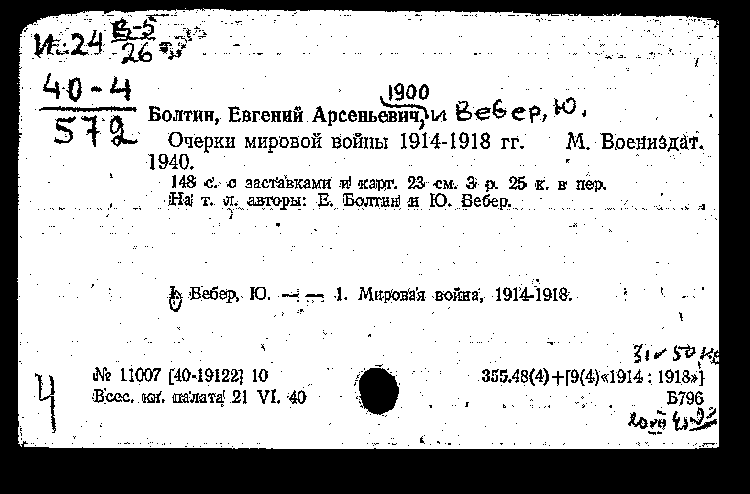 И-24 В-5
26
40-4
572
1900
Болтин, Евгений Арсеньевич, и Вебер, Ю.
Очерки мировой войны 1914-1918 гг. М. Воениздат.
1940.
148 с. с заставками и карт. 23 см. 3 р. 25 к. в пер.
На т. л. авторы: Е. Болтин и Ю. Вебер.
Вебер, Ю. — — 1. Мировая война, 1914-1918.
4
№ 11007 [40-19122] 10 355.48(4)+[9(4)«1914 : 1918»]
Всес. кн. палата 21 VI. 40 Б796